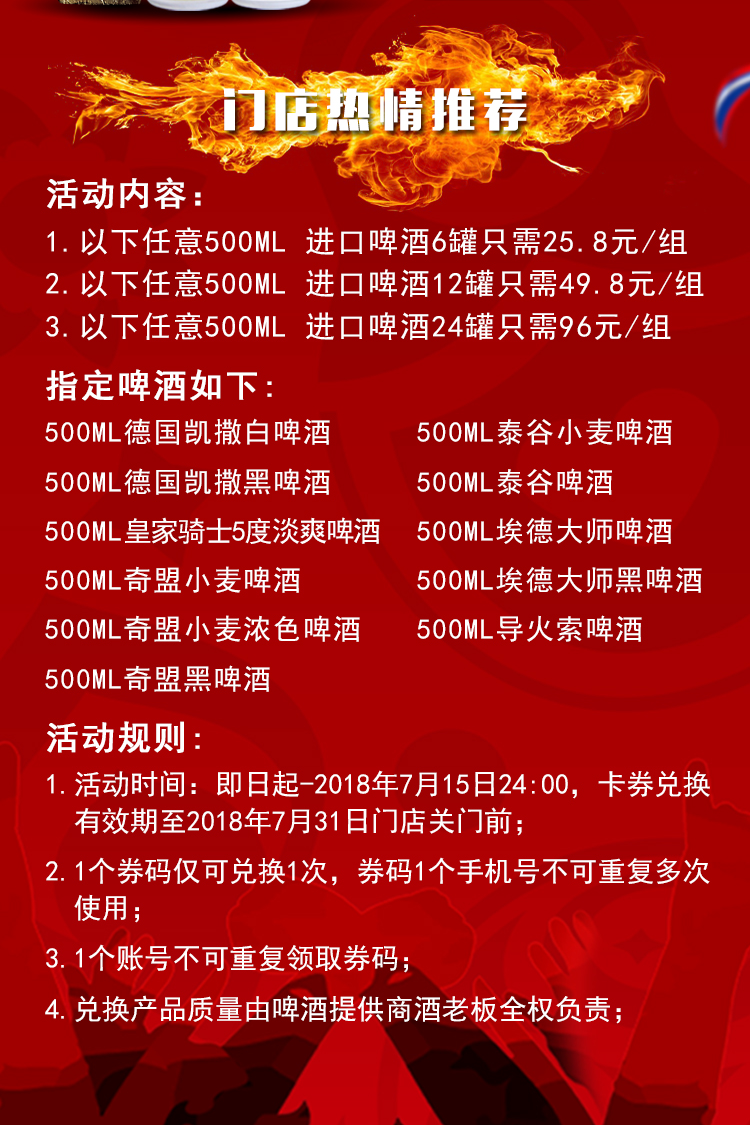 门店热情推荐
活动内容：
1. 以下任意500ML 进口啤酒6罐只需25.8元/组
2. 以下任意500ML 进口啤酒12罐只需49.8元/组
3. 以下任意500ML 进口啤酒24罐只需96元/组
指定啤酒如下：
500ML德国凯撒白啤酒 500ML泰谷小麦啤酒
500ML德国凯撒黑啤酒 500ML泰谷啤酒
500ML皇家骑士5度淡爽啤酒 500ML埃德大师啤酒
500ML奇盟小麦啤酒 500ML埃德大师黑啤酒
500ML奇盟小麦浓色啤酒 500ML导火索啤酒
500ML奇盟黑啤酒
活动规则：
1. 活动时间：即日起-2018年7月15日24:00，卡券兑换
有效期至2018年7月31日门店关门前；
2. 1个券码仅可兑换1次，券码1个手机号不可重复多次
使用；
3. 1个账号不可重复领取券码；
4. 兑换产品质量由啤酒提供商酒老板全权负责；